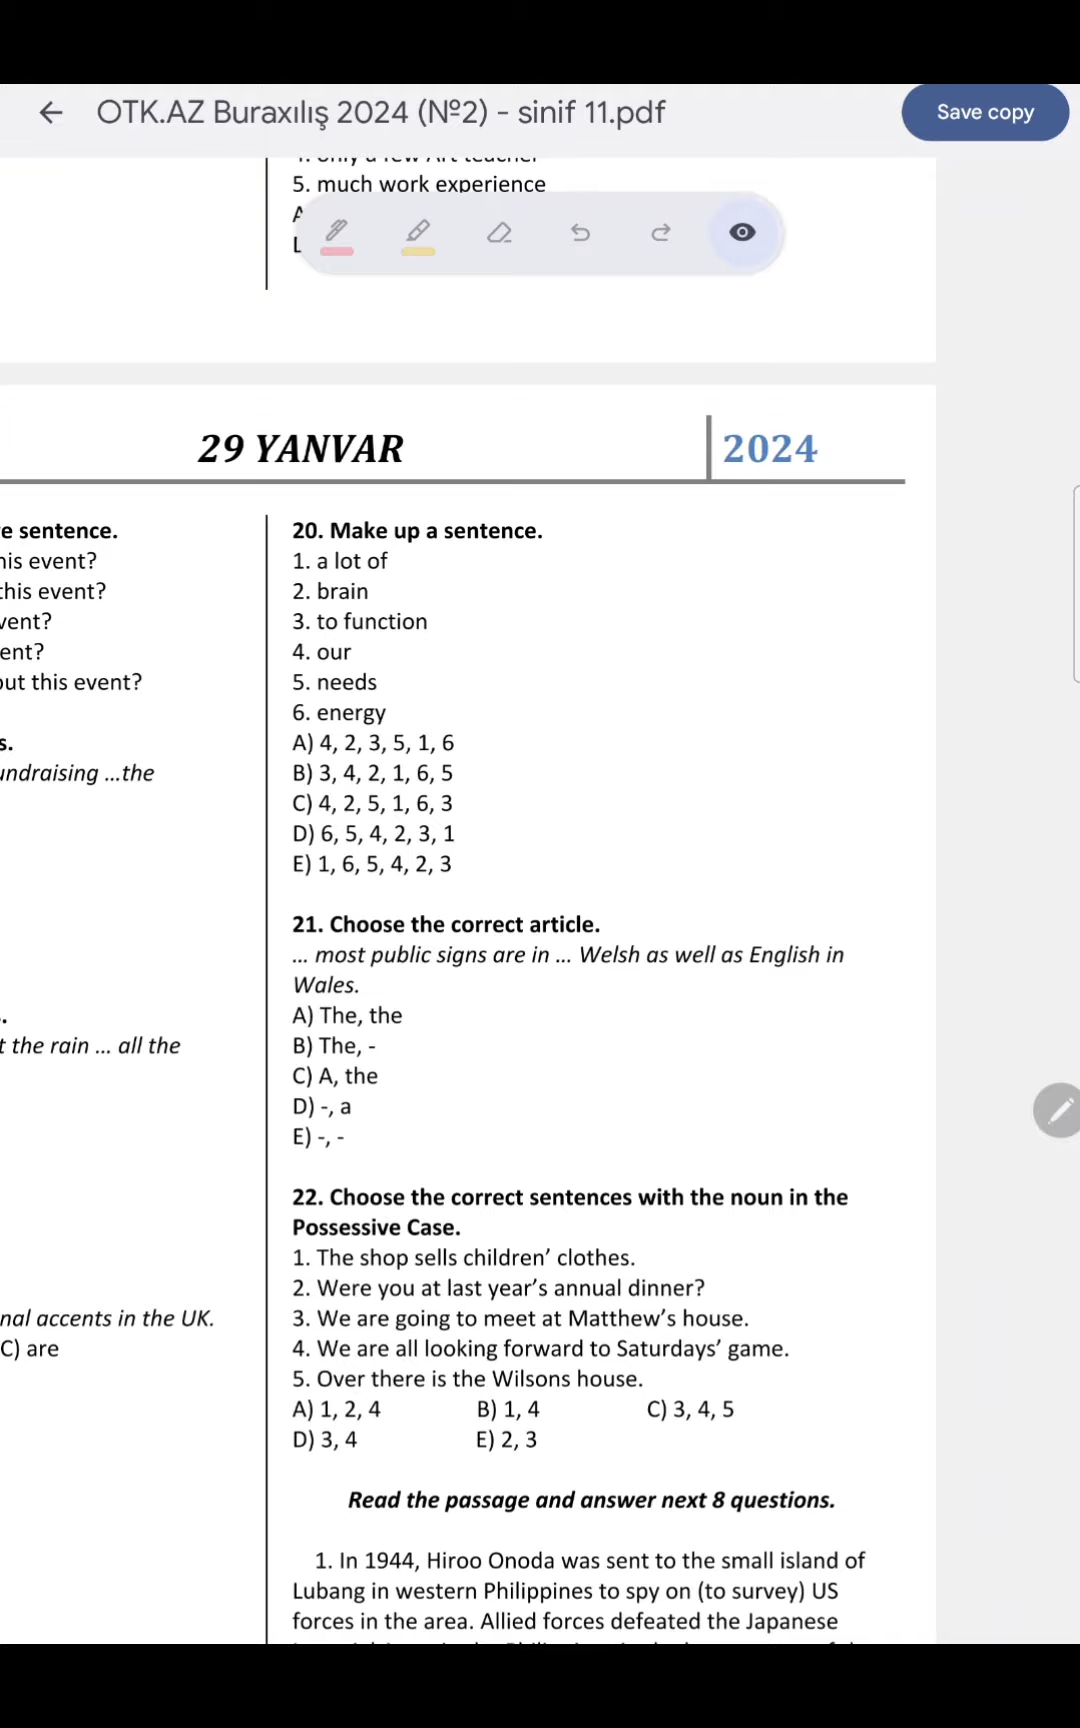 OTK.AZ Buraxılış 2024 (№2) - sinif 11.pdf
Save copy
5. much work experience
29 YANVAR
2024
e sentence.
his event?
this event?
vent?
ent?
out this event?
s.
undraising ...the
t the rain ... all the
nal accents in the UK.
C) are
20. Make up a sentence.
1. a lot of
2. brain
3. to function
4. our
5. needs
6. energy
A) 4, 2, 3, 5, 1, 6
B) 3, 4, 2, 1, 6, 5
C) 4, 2, 5, 1, 6, 3
D) 6, 5, 4, 2, 3, 1
E) 1, 6, 5, 4, 2, 3
21. Choose the correct article.
... most public signs are in ... Welsh as well as English in
Wales.
A) The, the
B) The, -
C) A, the
D) -, a
E) -, -
22. Choose the correct sentences with the noun in the
Possessive Case.
1. The shop sells children’ clothes.
2. Were you at last year’s annual dinner?
3. We are going to meet at Matthew’s house.
4. We are all looking forward to Saturdays’ game.
5. Over there is the Wilsons house.
A) 1, 2, 4 B) 1, 4 C) 3, 4, 5
D) 3, 4 E) 2, 3
Read the passage and answer next 8 questions.
1. In 1944, Hiroo Onoda was sent to the small island of
Lubang in western Philippines to spy on (to survey) US
forces in the area. Allied forces defeated the Japanese